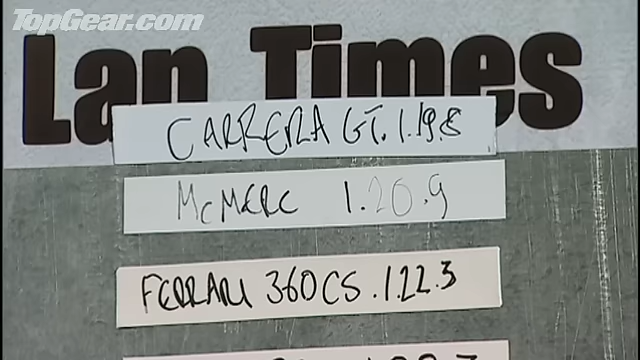 TopGear.com
Lap Times
CARRERA GT. 1.19.8
McMERC 1.20.9
FERRARI 360CS .1.22.3